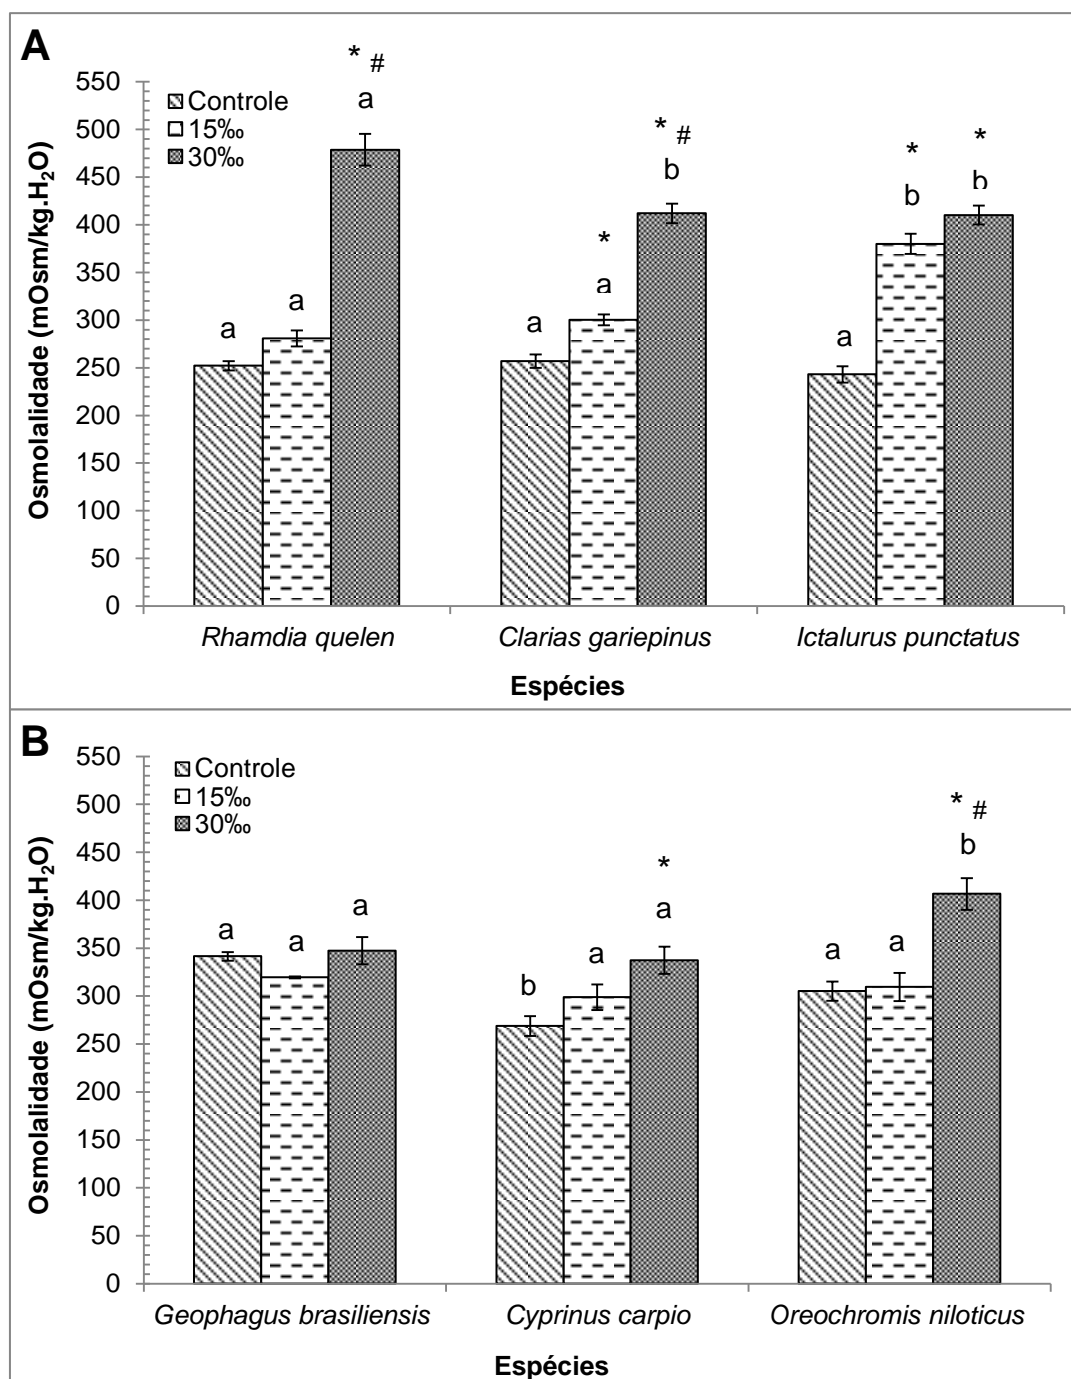 A
* #
* #
*
*
550
500
450
400
350
300
250
200
150
100
50
0
Osmolalidade (mOsm/kg.H₂O)
Controle
15‰
30‰
a
b
b
b
*
a
a
a
a
a
Rhamdia quelen
Clarias gariepinus
Ictalurus punctatus
Espécies
B
550
500
450
400
350
300
250
200
150
100
50
0
Osmolalidade (mOsm/kg.H₂O)
Controle
15‰
30‰
* #
*
b
a
a
a
a
a
a
a
b
Geophagus brasiliensis
Cyprinus carpio
Oreochromis niloticus
Espécies